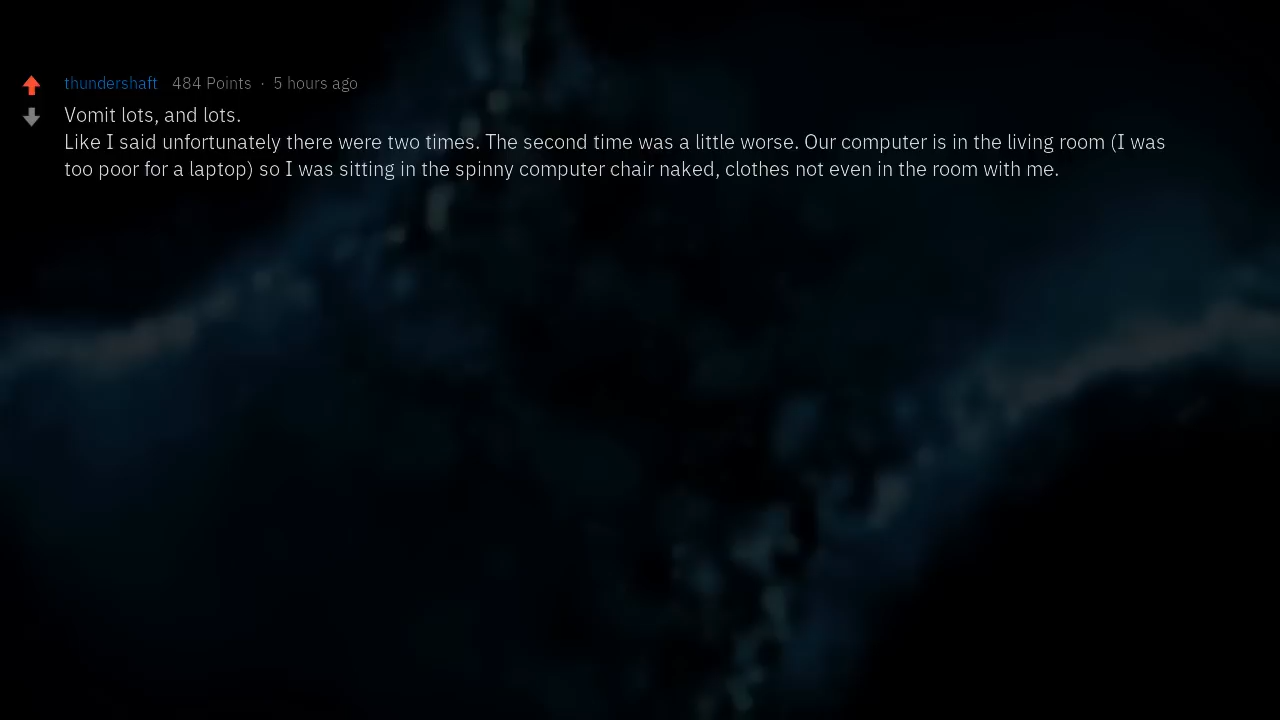 thundershaft 484 Points · 5 hours ago
Vomit lots, and lots.
Like I said unfortunately there were two times. The second time was a little worse. Our computer is in the living room (I was
too poor for a laptop) so I was sitting in the spinny computer chair naked, clothes not even in the room with me.